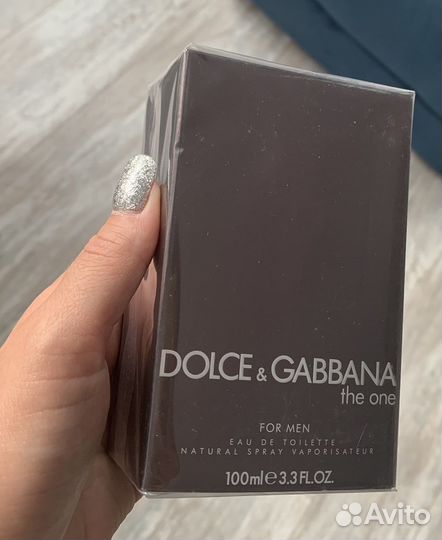 DOLCE & GABBANA
the one
FOR MEN
EAU DE TOILETTE
NATURAL SPRAY VAPORISATEUR
100ml e 3.3 FL.OZ.
Avito